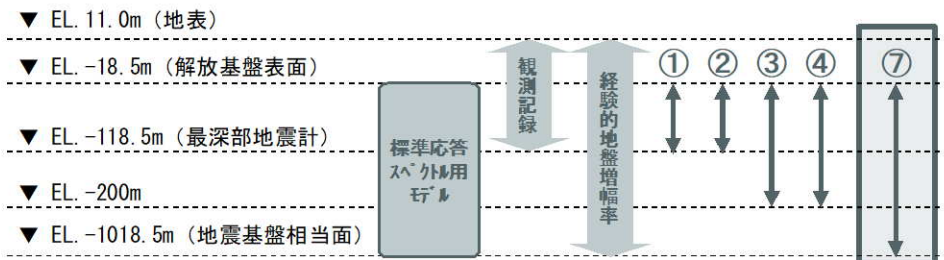 ▼ EL.11.0m（地表）
▼ EL.-18.5m（解放基盤表面）
▼ EL.-118.5m（最深部地震計）
▼ EL.-200m
▼ EL.-1018.5m（地震基盤相当面）
標準応答
スペクトル用
モデル
観測記録
経験的地盤増幅率
① ② ③ ④ ⑦